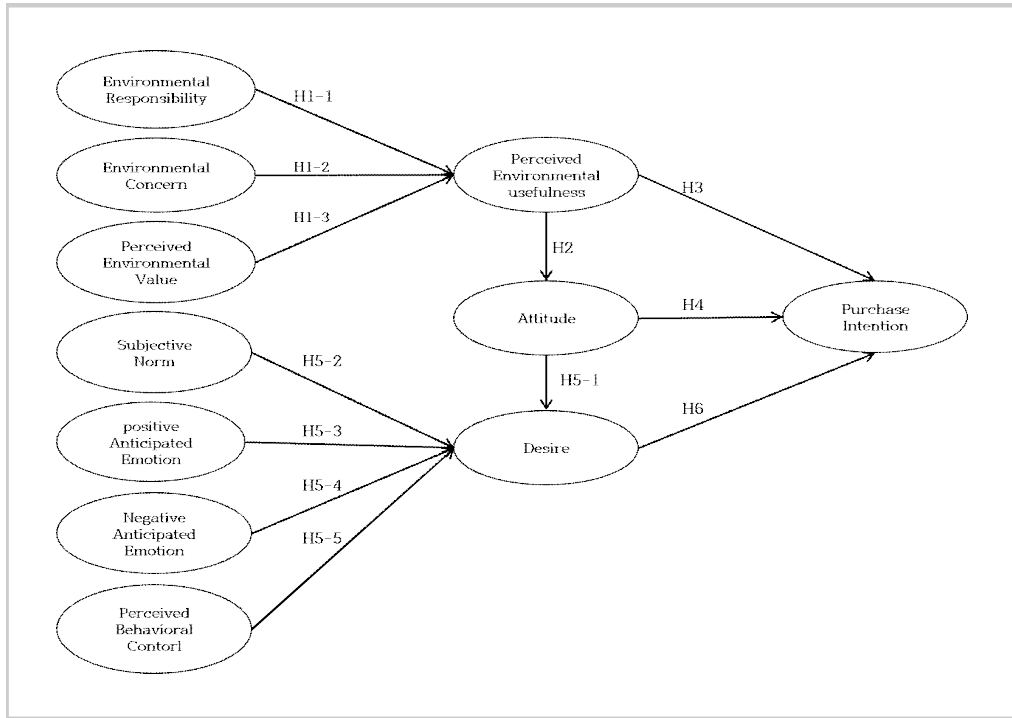 Environmental
Responsibility
H1-1
Environmental
Concern
H1-2
Perceived
Environmental
Value
H1-3
Perceived
Environmental
usefulness
H3
H2
Attitude
H4
Purchase
Intention
Subjective
Norm
H5-2
H5-1
positive
Anticipated
Emotion
H5-3
Desire
H6
Negative
Anticipated
Emotion
H5-4
H5-5
Perceived
Behavioral
Contorl